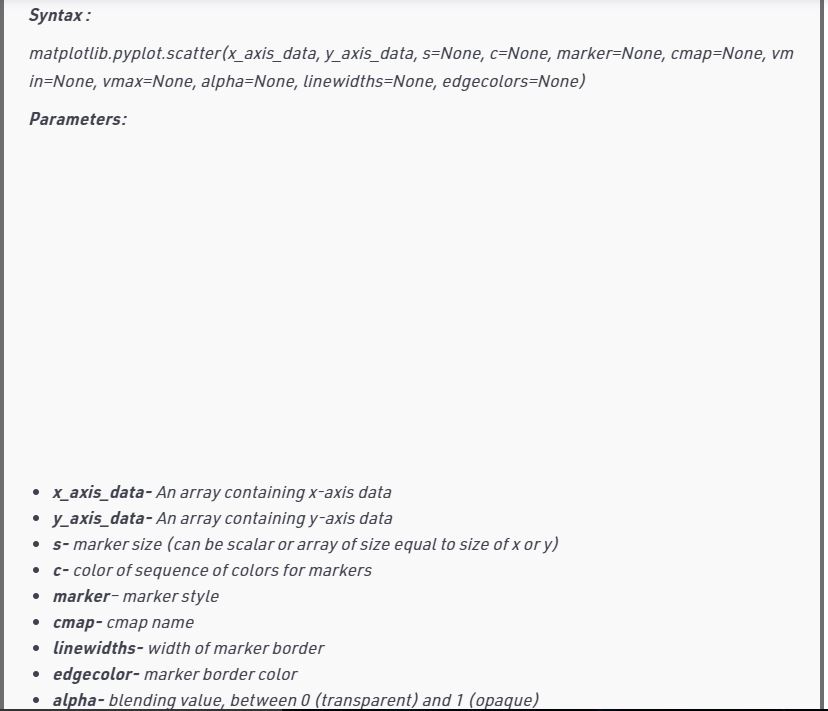 Syntax :
matplotlib.pyplot.scatter(x_axis_data, y_axis_data, s=None, c=None, marker=None, cmap=None, vm
in=None, vmax=None, alpha=None, linewidths=None, edgecolors=None)
Parameters:
• x_axis_data- An array containing x-axis data
• y_axis_data- An array containing y-axis data
• s- marker size (can be scalar or array of size equal to size of x or y)
• c- color of sequence of colors for markers
• marker- marker style
• cmap- cmap name
• linewidths- width of marker border
• edgecolor- marker border color
• alpha- blending value, between 0 (transparent) and 1 (opaque)